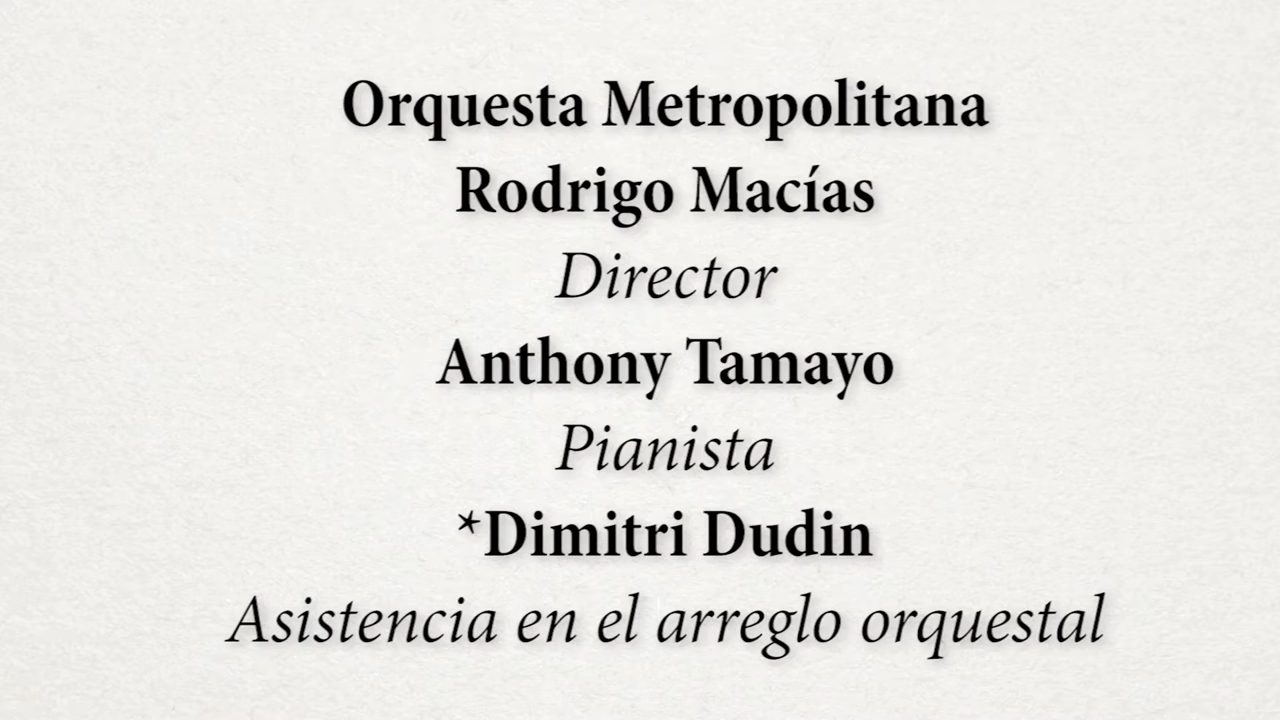 Orquesta Metropolitana
Rodrigo Macías
Director
Anthony Tamayo
Pianista
*Dimitri Dudin
Asistencia en el arreglo orquestal